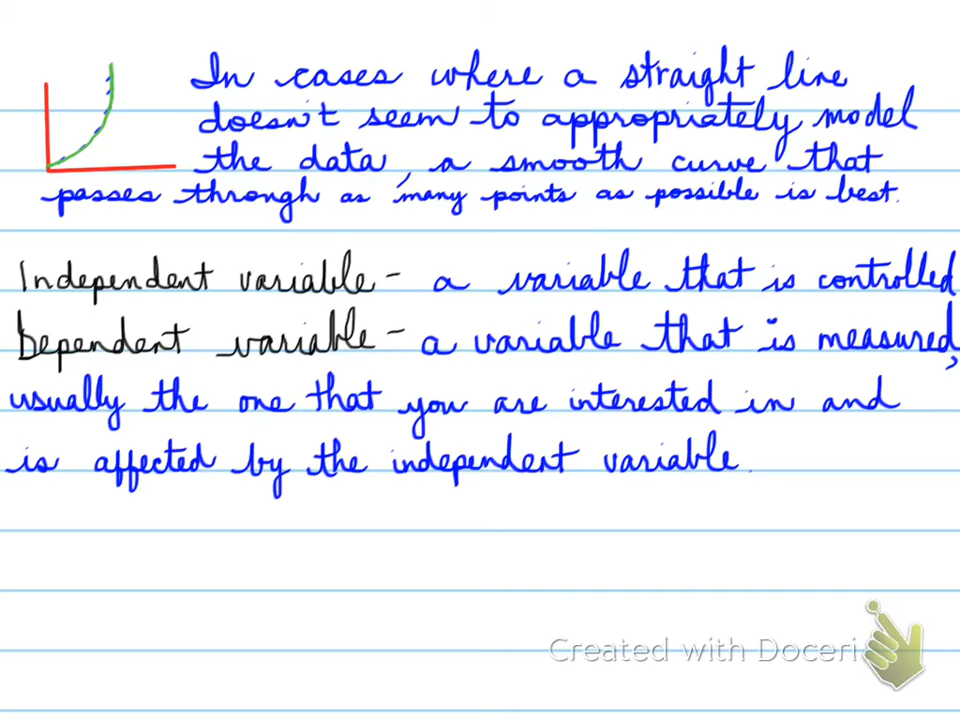 In cases where a straight line
doesn't seem to appropriately model
the data, a smooth curve that
passes through as many points as possible is best.
Independent variable - a variable that is controlled
Dependent variable - a variable that is measured,
usually the one that you are interested in and
is affected by the independent variable.
Created with Doceri